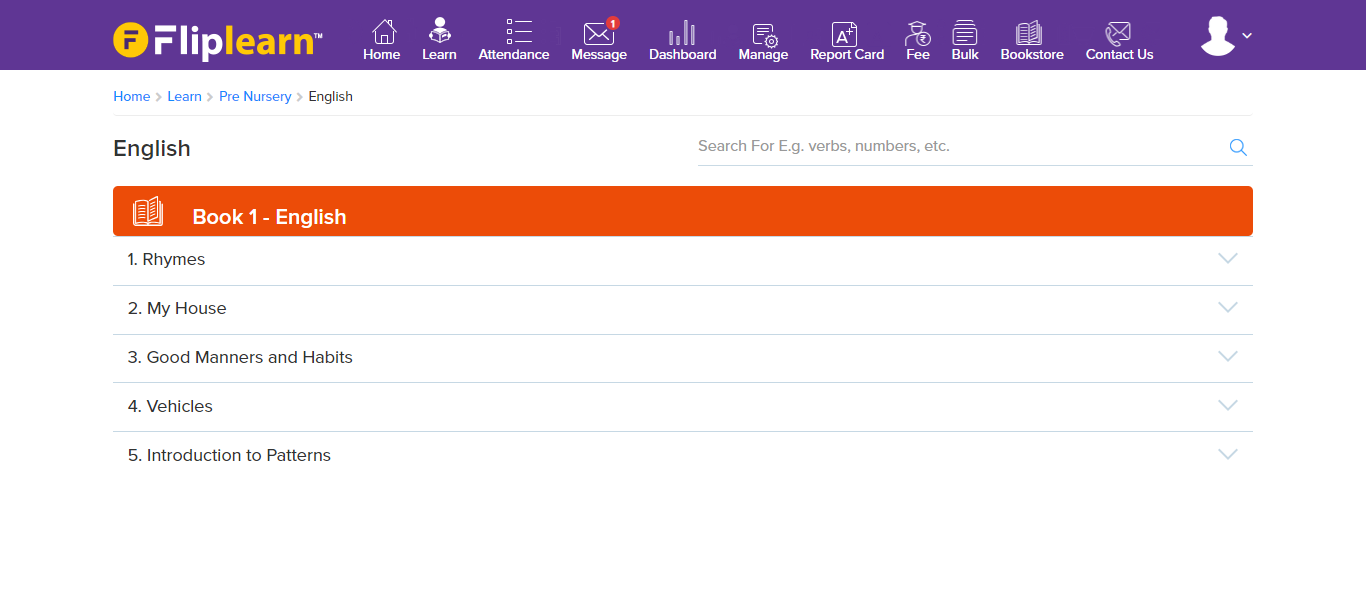 Fliplearn™
Home Learn Attendance Message 1 Dashboard Manage A+ Report Card Fee Bulk Bookstore Contact Us
Home > Learn > Pre Nursery > English
English
Search For E.g. verbs, numbers, etc.
Book 1 - English
1. Rhymes
2. My House
3. Good Manners and Habits
4. Vehicles
5. Introduction to Patterns